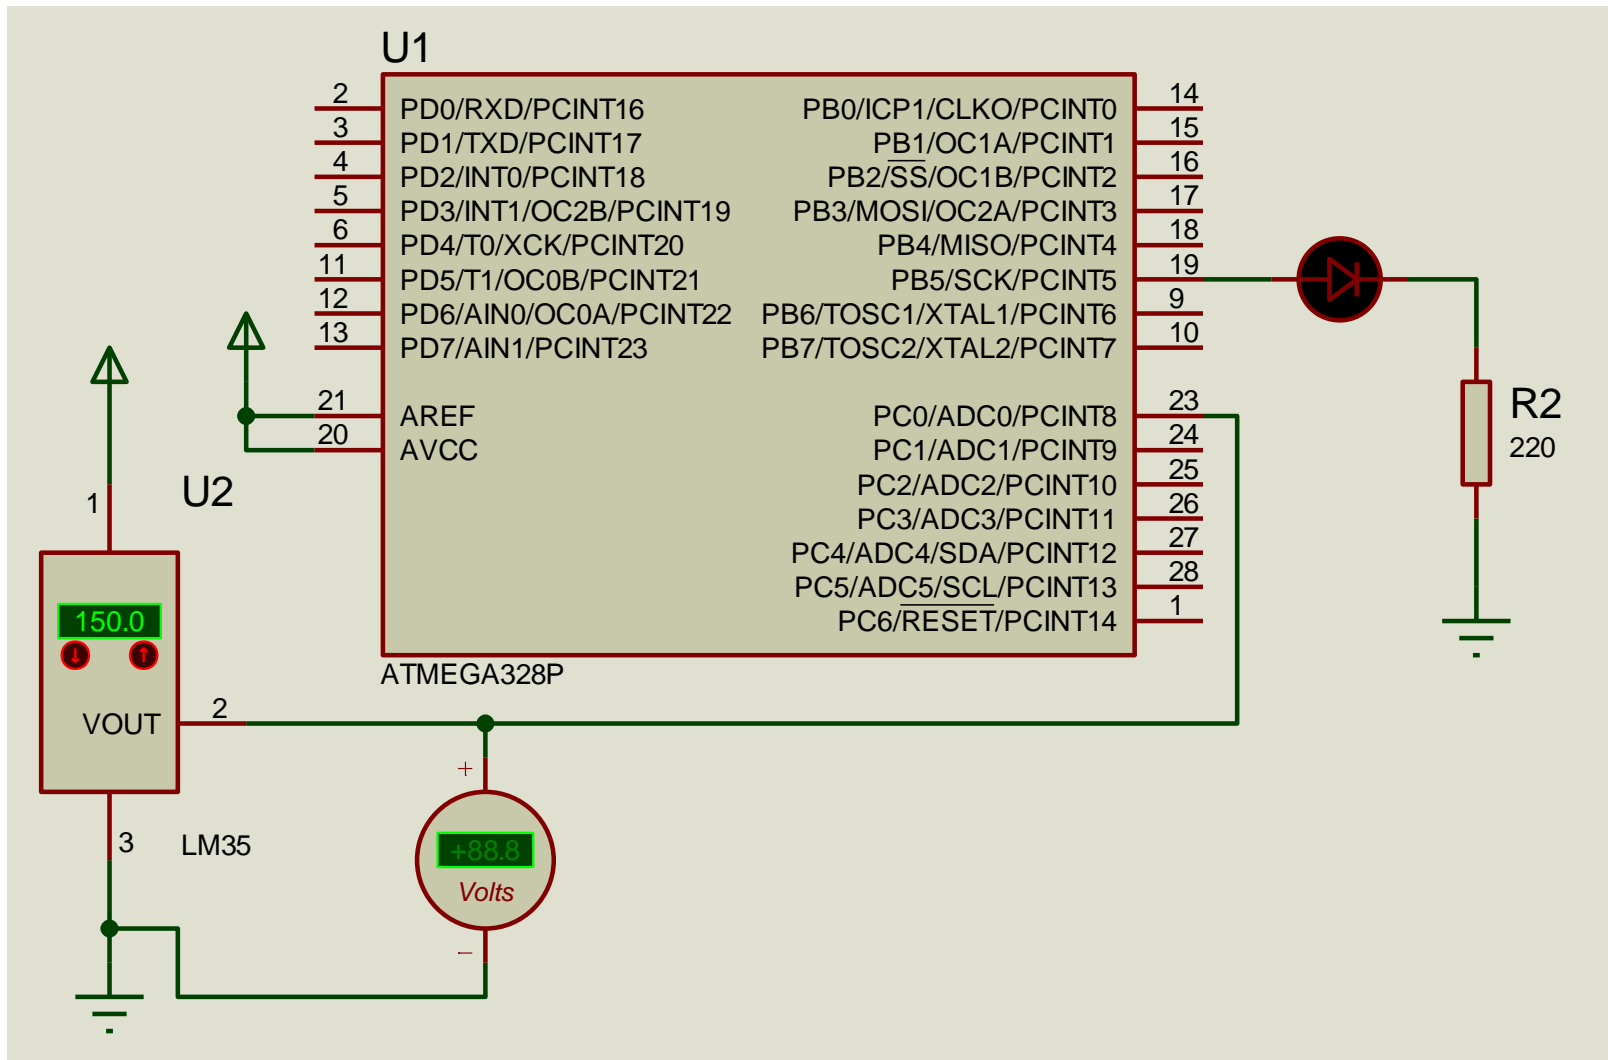 U1
2 PD0/RXD/PCINT16 PB0/ICP1/CLKO/PCINT0 14
3 PD1/TXD/PCINT17 PB1/OC1A/PCINT1 15
4 PD2/INT0/PCINT18 PB2/SS/OC1B/PCINT2 16
5 PD3/INT1/OC2B/PCINT19 PB3/MOSI/OC2A/PCINT3 17
6 PD4/T0/XCK/PCINT20 PB4/MISO/PCINT4 18
11 PD5/T1/OC0B/PCINT21 PB5/SCK/PCINT5 19
12 PD6/AIN0/OC0A/PCINT22 PB6/TOSC1/XTAL1/PCINT6 9
13 PD7/AIN1/PCINT23 PB7/TOSC2/XTAL2/PCINT7 10
21 AREF PC0/ADC0/PCINT8 23
20 AVCC PC1/ADC1/PCINT9 24
PC2/ADC2/PCINT10 25
PC3/ADC3/PCINT11 26
PC4/ADC4/SDA/PCINT12 27
PC5/ADC5/SCL/PCINT13 28
PC6/RESET/PCINT14 1
ATMEGA328P
R2
220
U2
1
150.0
VOUT 2
3
LM35
+
+88.8
Volts
−